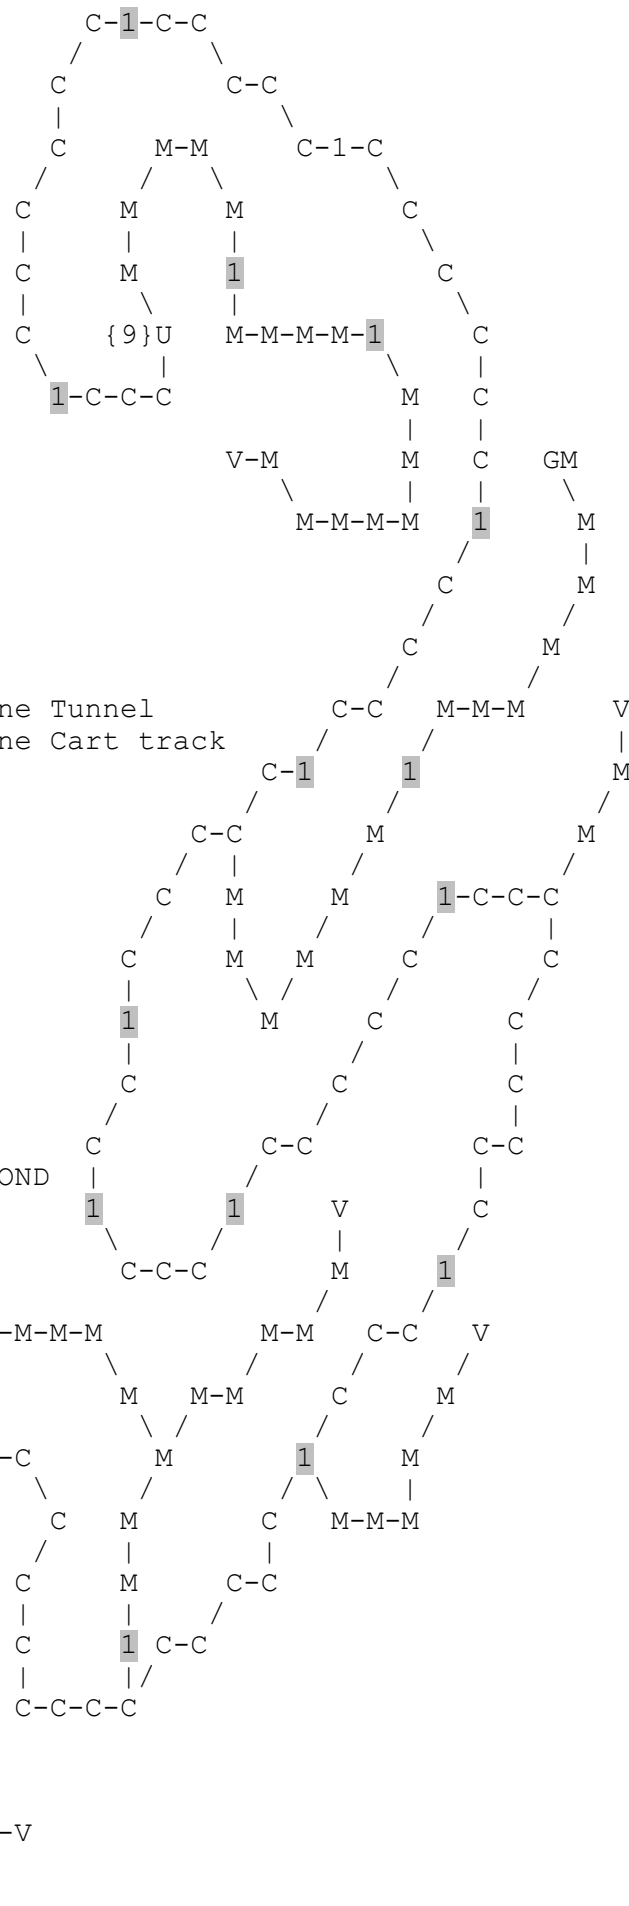 C-1-C-C
   /       \
  C         C-C
  |            \
  C     M-M     C-1-C
 /     /   \         \
C     M     M         C
|     |     |          \
C     M     1           C
|      \    |            \
C    {9}U   M-M-M-M-1     C
 \      |            \    |
  1-C-C-C             M   C
                      |   |
            V-M       M   C   GM
               \      |   |    \
                M-M-M-M   1     M
                         /      |
                        C       M
                       /       /
                      C       M
                     /       /
ne Tunnel          C-C   M-M-M     V
ne Cart track     /     /          |
              C-1     1           M
             /       /           /
          C-C       M           M
         /  |      /           /
        C   M     M     1-C-C-C
       /    |    /     /      |
      C     M   M     C       C
      |      \ /     /       /
      1       M     C       C
      |            /        |
      C           C         C
     /           /          |
    C         C-C         C-C
OND |        /            |
    1       1     V       C
     \     /      |      /
      C-C-C       M     1
                 /     /
-M-M-M        M-M   C-C   V
      \      /     /     /
       M   M-M     C     M
        \ /       /     /
-C       M       1     M
  \     /       / \    |
   C   M       C   M-M-M
  /    |       |
 C     M     C-C
 |     |    /
 C     1 C-C
 |     |/
 C-C-C-C
-V